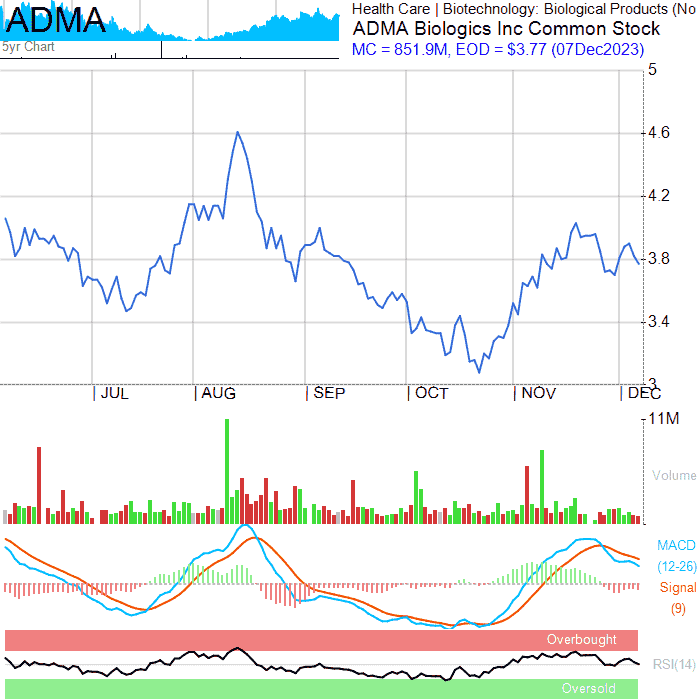 ADMA
5yr Chart
Health Care | Biotechnology: Biological Products (No
ADMA Biologics Inc Common Stock
MC = 851.9M, EOD = $3.77 (07Dec2023)
5
4.6
4.2
3.8
3.4
3
JUL AUG SEP OCT NOV DEC
11M
Volume
MACD
(12-26)
Signal
(9)
Overbought
RSI(14)
Oversold